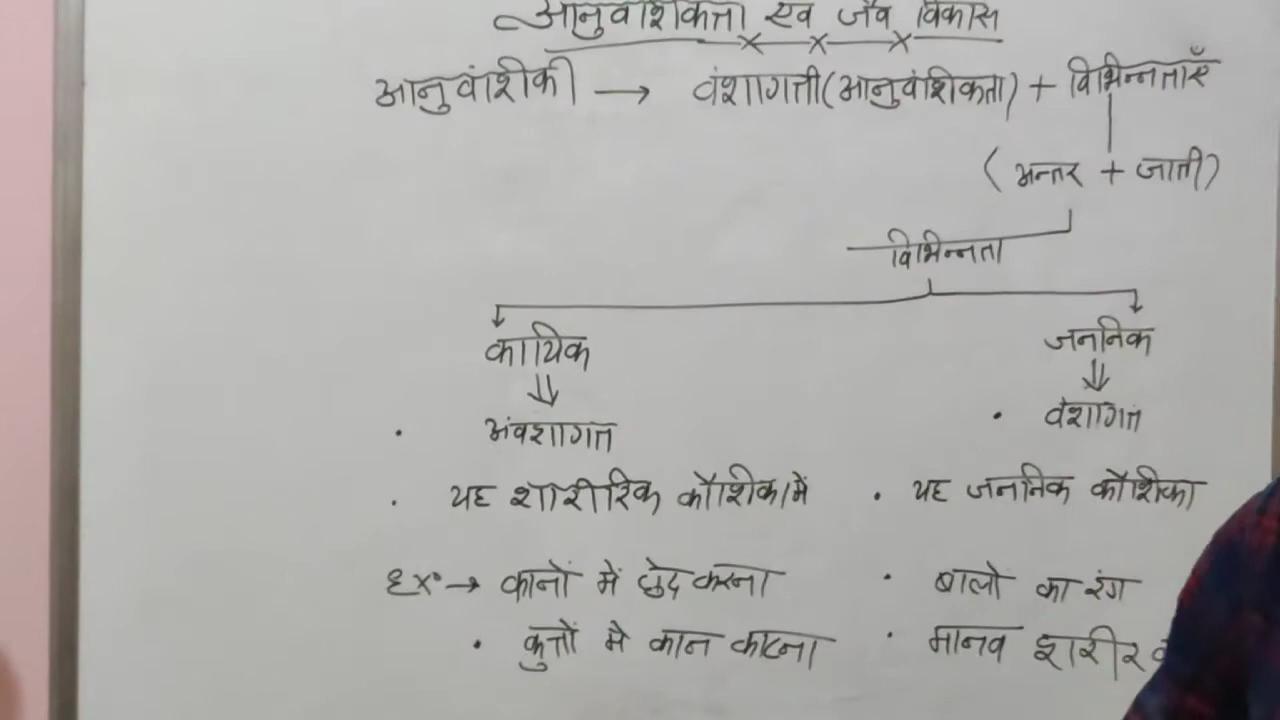 आनुवांशिकता एवं जैव विकास
आनुवांशीकी → वंशागती(आनुवांशिकता) + विभिन्नताएँ
(अन्तर + जाती)
विभिन्नता
कायिक जननिक
• अंवशागत • वंशागत
• यह शारीरिक कौशिका में • यह जननिक कौशिका
Ex° → कानों में छेद करना • बालो का रंग
• कुत्तों मे कान काटना • मानव शरीर